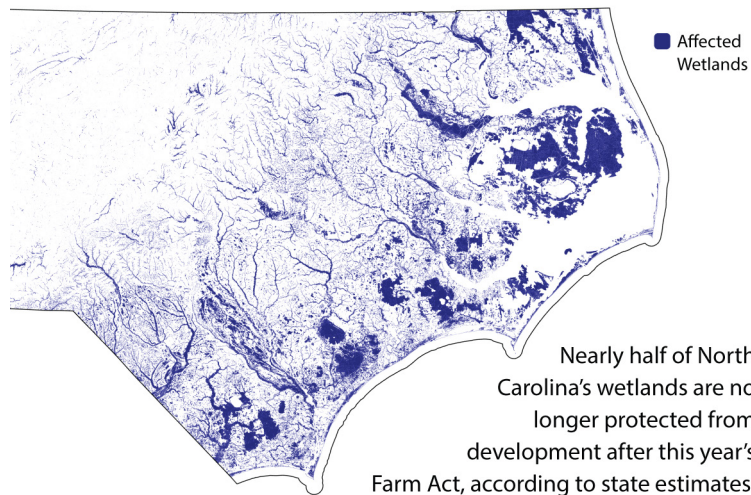 Affected
Wetlands
Nearly half of North
Carolina’s wetlands are no
longer protected from
development after this year’s
Farm Act, according to state estimates.